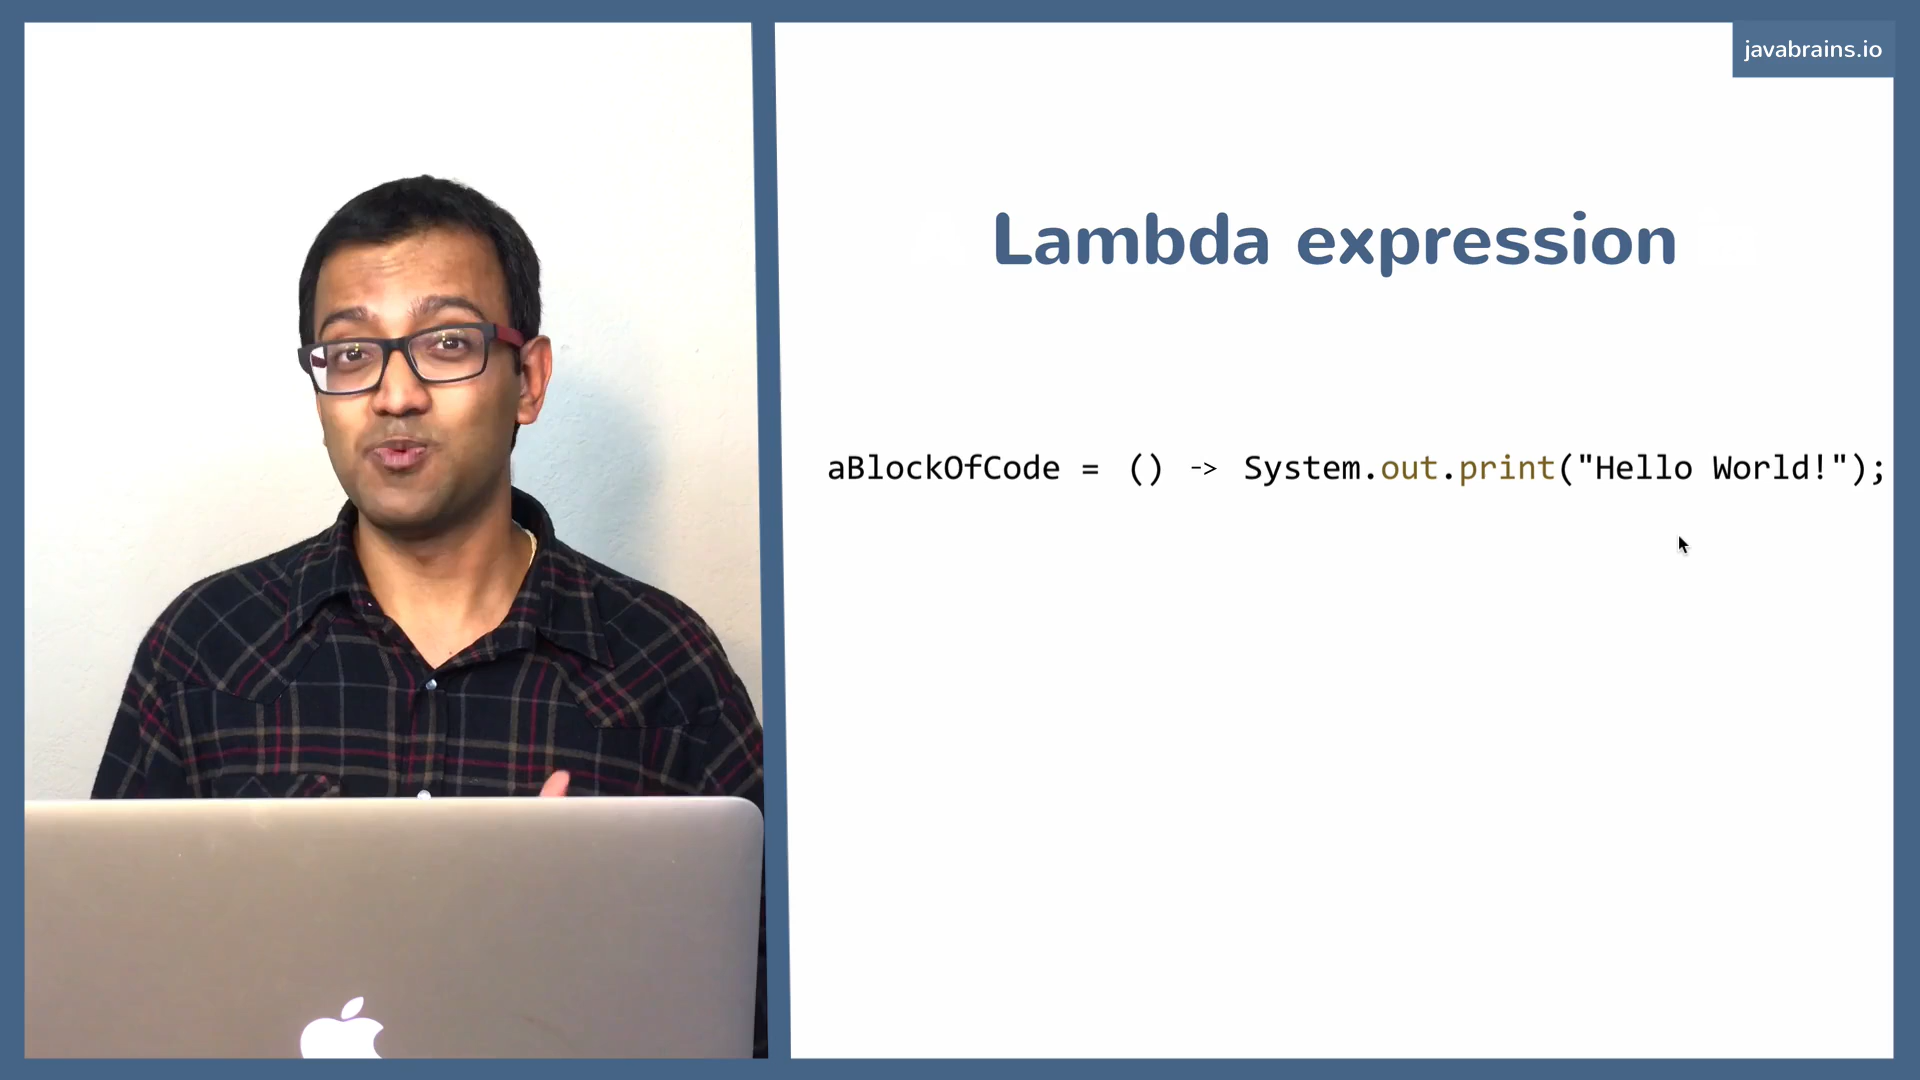 javabrains.io
Lambda expression
aBlockOfCode = () -> System.out.print("Hello World!");